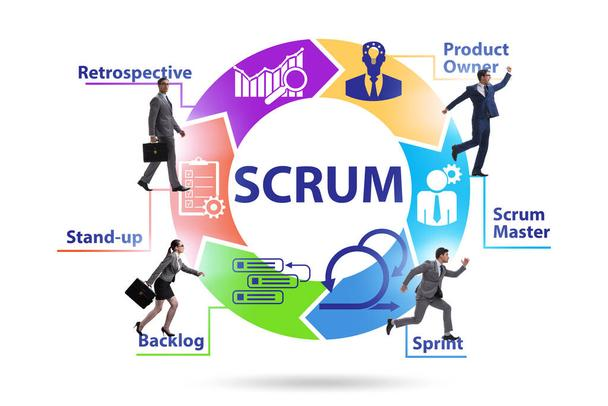 Retrospective
Product
Owner
SCRUM
Scrum
Master
Stand-up
Backlog
Sprint